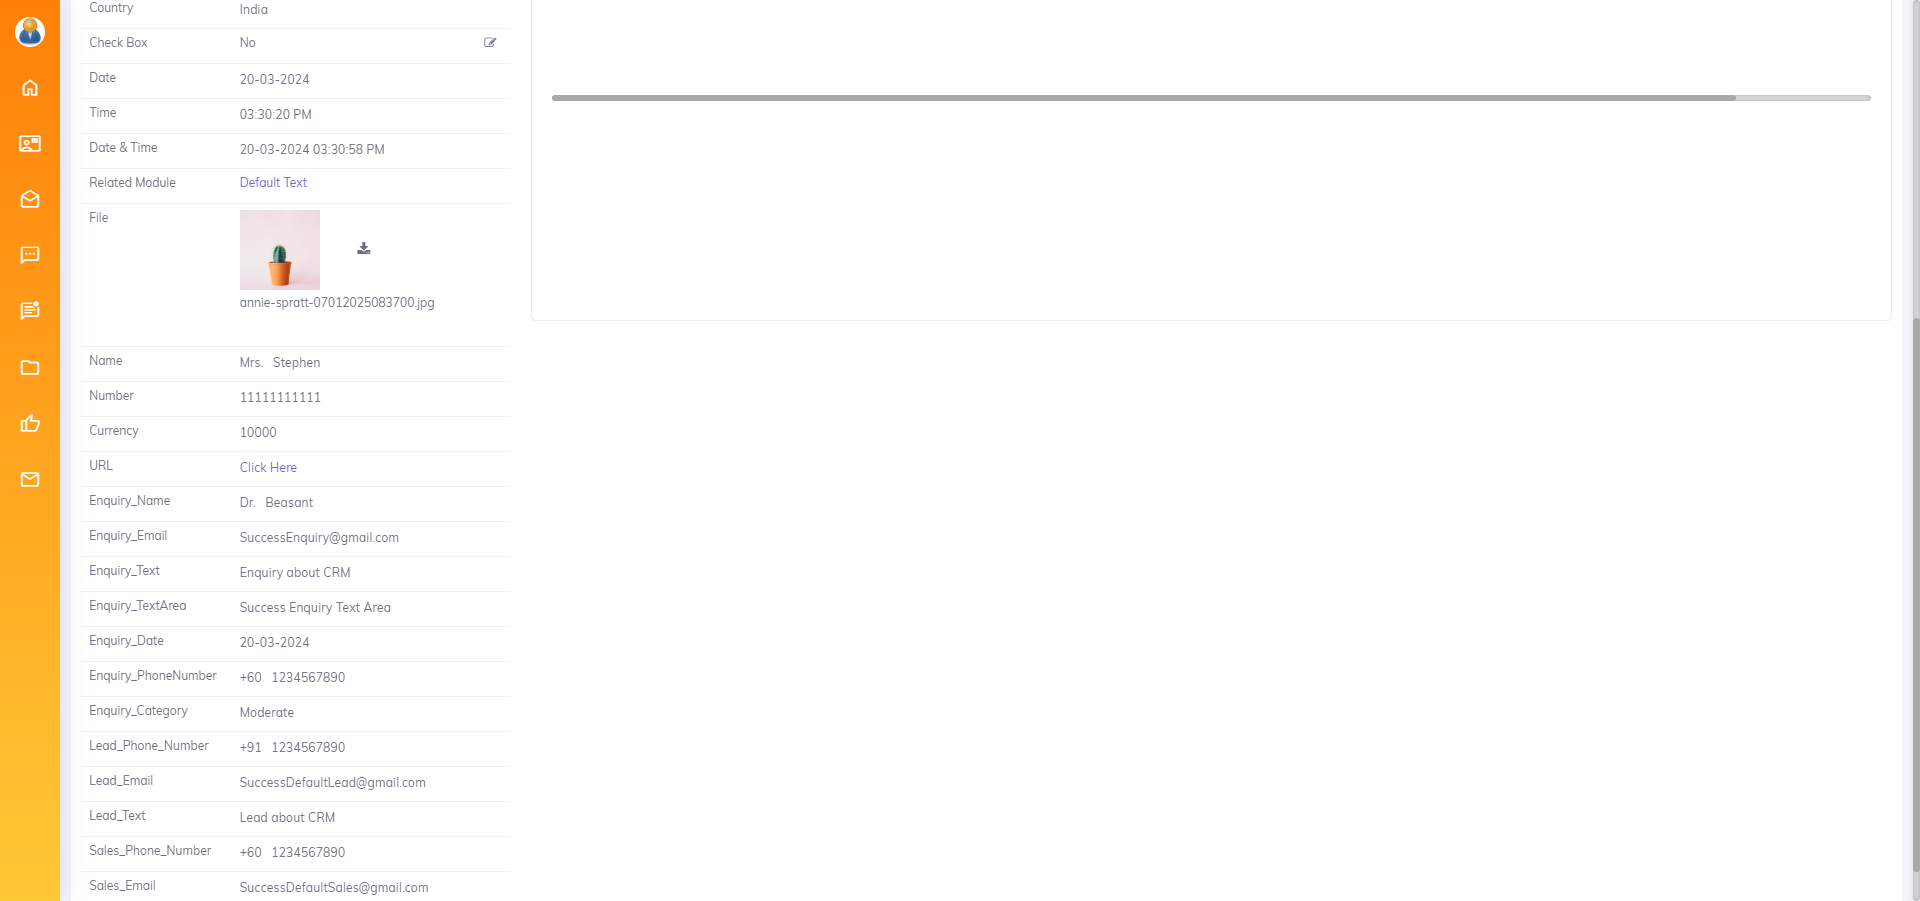 Country India
Check Box No
Date 20-03-2024
Time 03:30:20 PM
Date & Time 20-03-2024 03:30:58 PM
Related Module Default Text
File
annie-spratt-07012025083700.jpg
Name Mrs. Stephen
Number 11111111111
Currency 10000
URL Click Here
Enquiry_Name Dr. Beasant
Enquiry_Email SuccessEnquiry@gmail.com
Enquiry_Text Enquiry about CRM
Enquiry_TextArea Success Enquiry Text Area
Enquiry_Date 20-03-2024
Enquiry_PhoneNumber +60 1234567890
Enquiry_Category Moderate
Lead_Phone_Number +91 1234567890
Lead_Email SuccessDefaultLead@gmail.com
Lead_Text Lead about CRM
Sales_Phone_Number +60 1234567890
Sales_Email SuccessDefaultSales@gmail.com